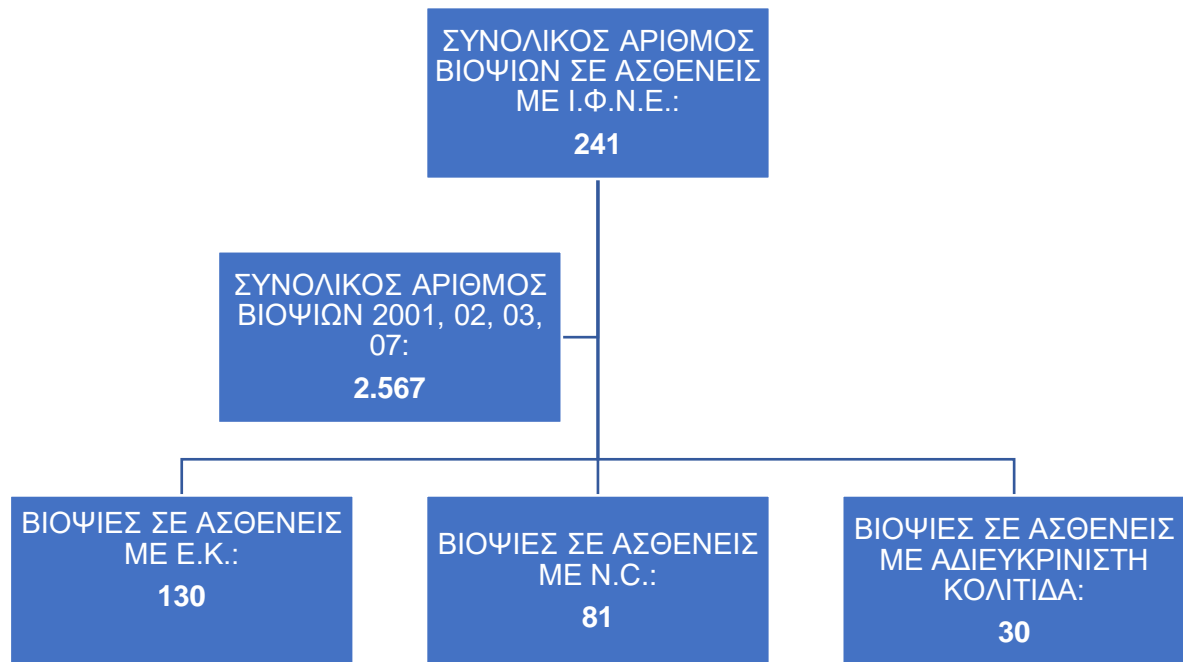 ΣΥΝΟΛΙΚΟΣ ΑΡΙΘΜΟΣ
ΒΙΟΨΙΩΝ ΣΕ ΑΣΘΕΝΕΙΣ
ΜΕ Ι.Φ.Ν.Ε.:
241
ΣΥΝΟΛΙΚΟΣ ΑΡΙΘΜΟΣ
ΒΙΟΨΙΩΝ 2001, 02, 03,
07:
2.567
ΒΙΟΨΙΕΣ ΣΕ ΑΣΘΕΝΕΙΣ
ΜΕ Ε.Κ.:
130
ΒΙΟΨΙΕΣ ΣΕ ΑΣΘΕΝΕΙΣ
ΜΕ N.C.:
81
ΒΙΟΨΙΕΣ ΣΕ ΑΣΘΕΝΕΙΣ
ΜΕ ΑΔΙΕΥΚΡΙΝΙΣΤΗ
ΚΟΛΙΤΙΔΑ:
30